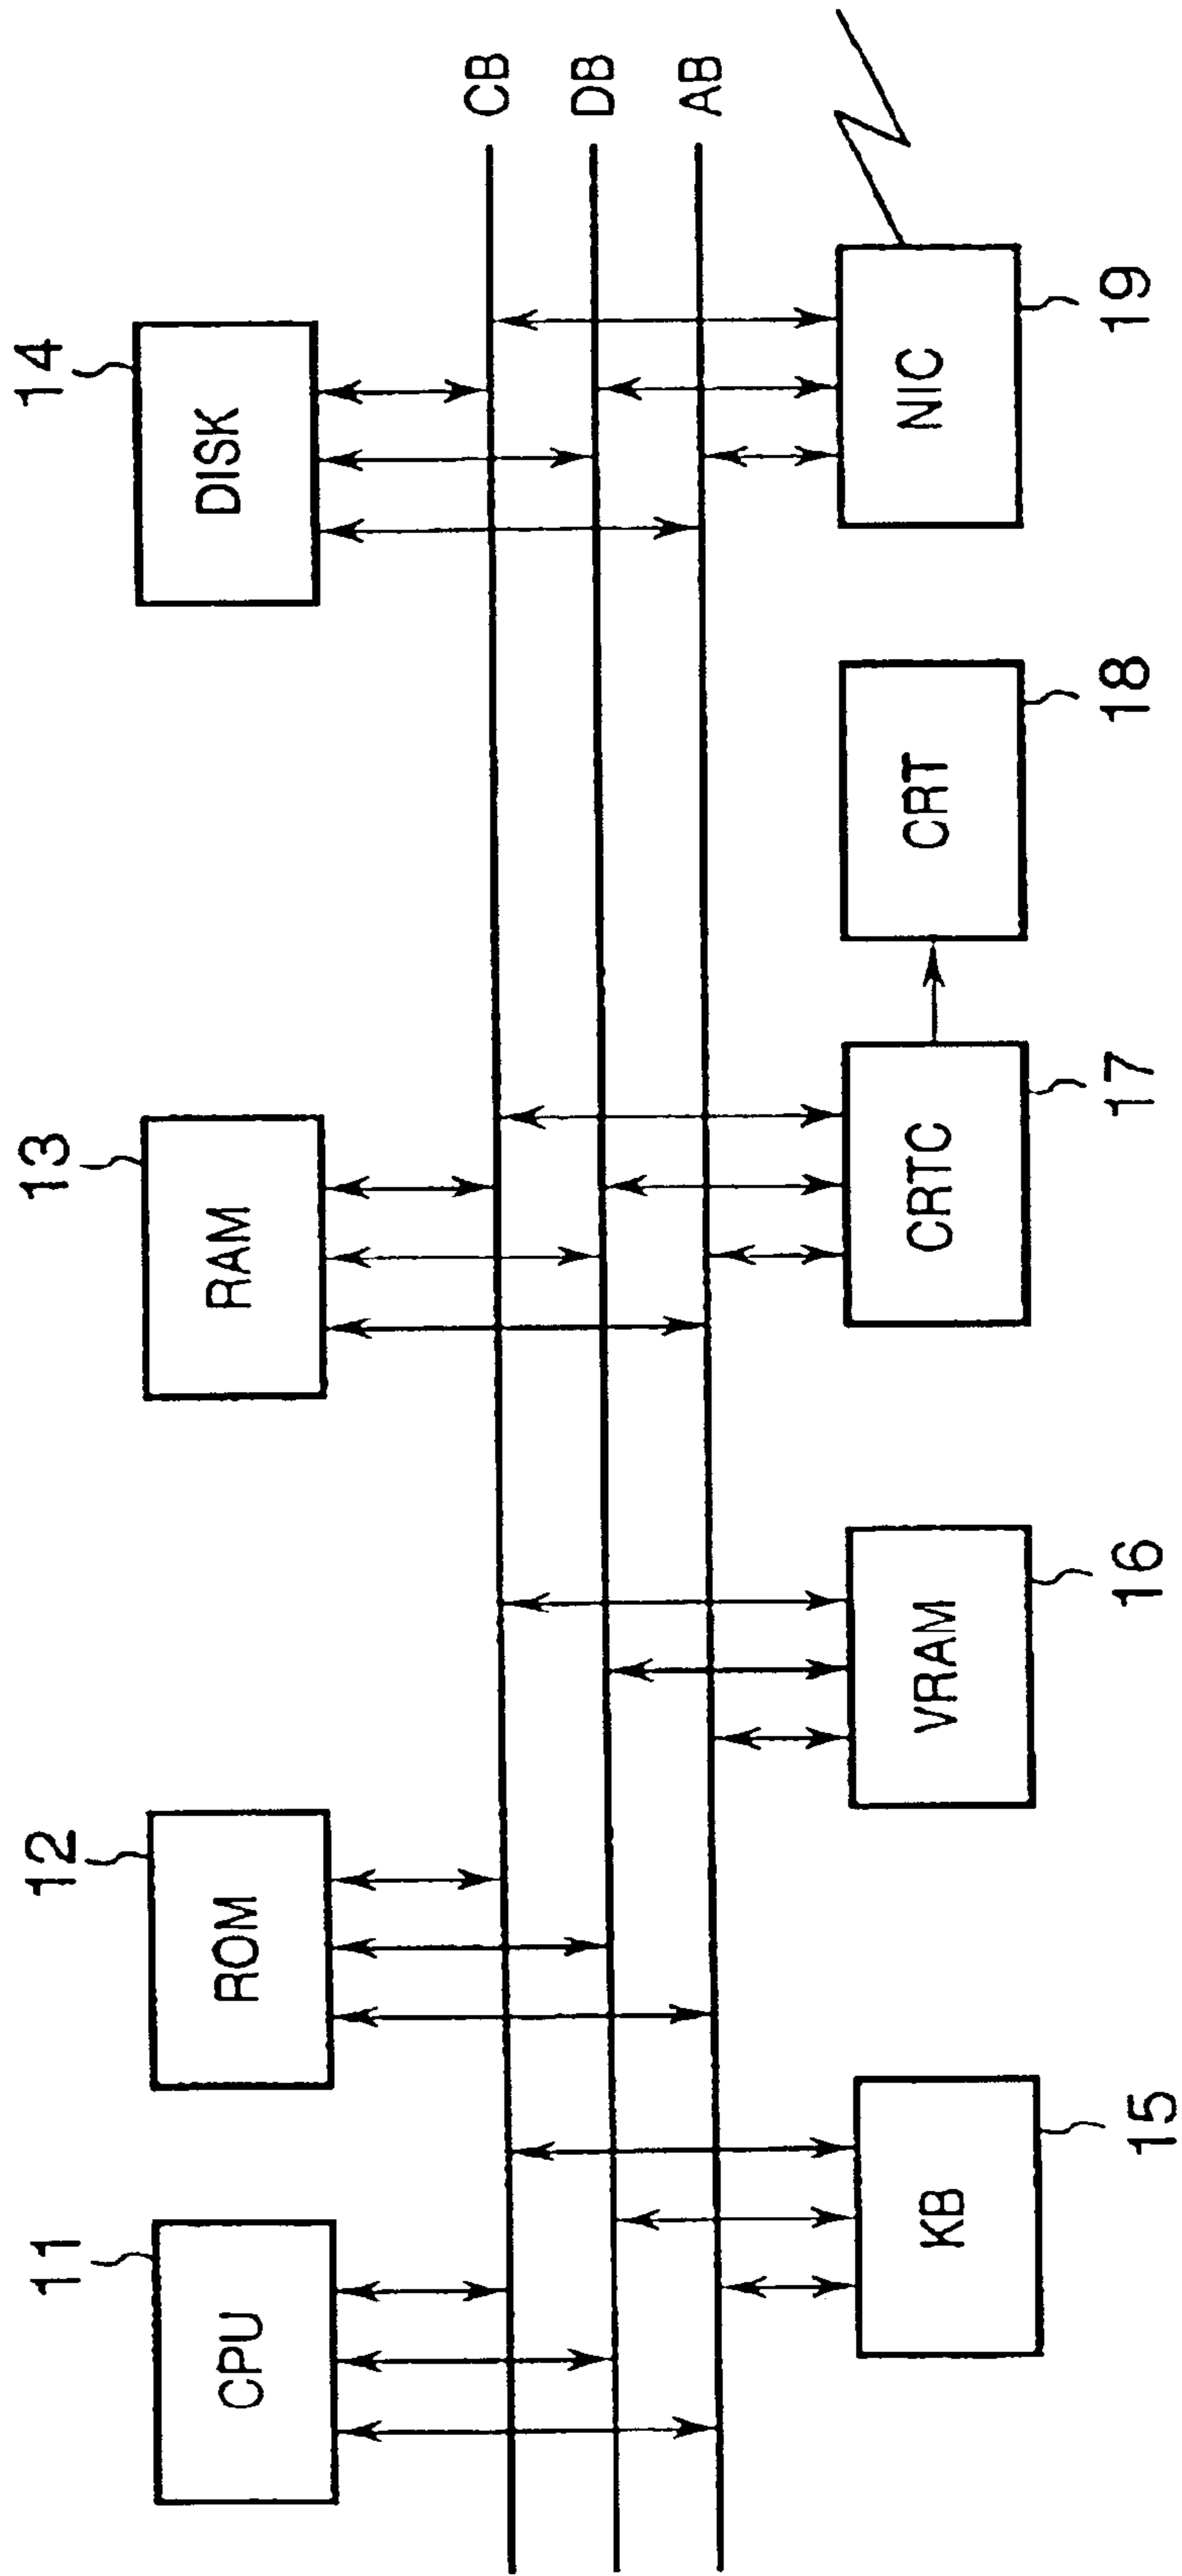 11
CPU
12
ROM
13
RAM
14
DISK
CB
DB
AB
15
KB
16
VRAM
17
CRTC
18
CRT
19
NIC